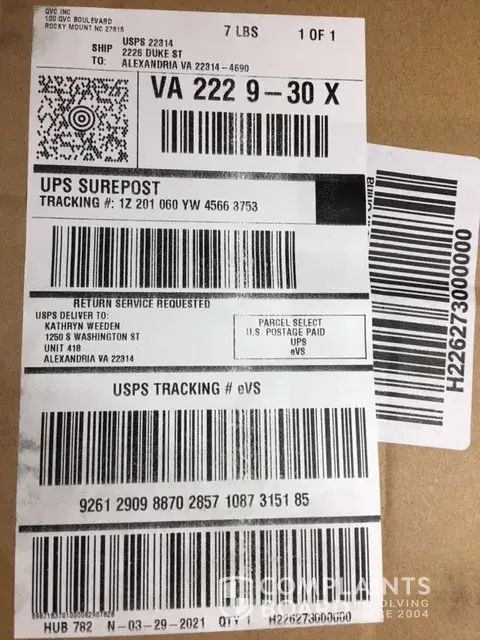 QVC INC
100 QVC BOULEVARD
ROCKY MOUNT NC 27815
7 LBS
1 OF 1
SHIP TO:
USPS 22314
2226 DUKE ST
ALEXANDRIA VA 22314-4690
VA 222 9-30 X
UPS SUREPOST
TRACKING #: 1Z 201 060 YW 4566 3753
RETURN SERVICE REQUESTED
USPS DELIVER TO:
KATHRYN WEEDEN
1250 S WASHINGTON ST
UNIT 418
ALEXANDRIA VA 22314
PARCEL SELECT
U.S. POSTAGE PAID
UPS
eVS
USPS TRACKING # eVS
9261 2909 8870 2857 1087 3151 85
HUB 782 N-03-29-2021 QTY 1 H226273000000
H226273000000
COMPLAINTS
BOARD
SINCE 2004